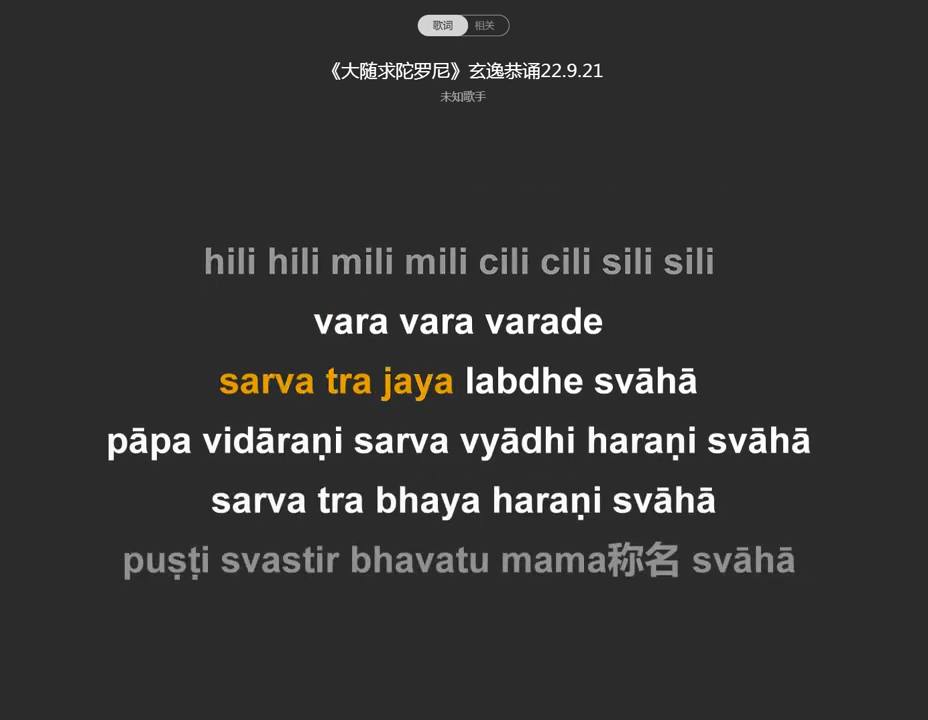 歌词 相关
《大随求陀罗尼》玄逸恭诵22.9.21
未知歌手
hili hili mili mili cili cili sili sili
vara vara varade
sarva tra jaya labdhe svāhā
pāpa vidāraṇi sarva vyādhi haraṇi svāhā
sarva tra bhaya haraṇi svāhā
puṣṭi svastir bhavatu mama称名 svāhā